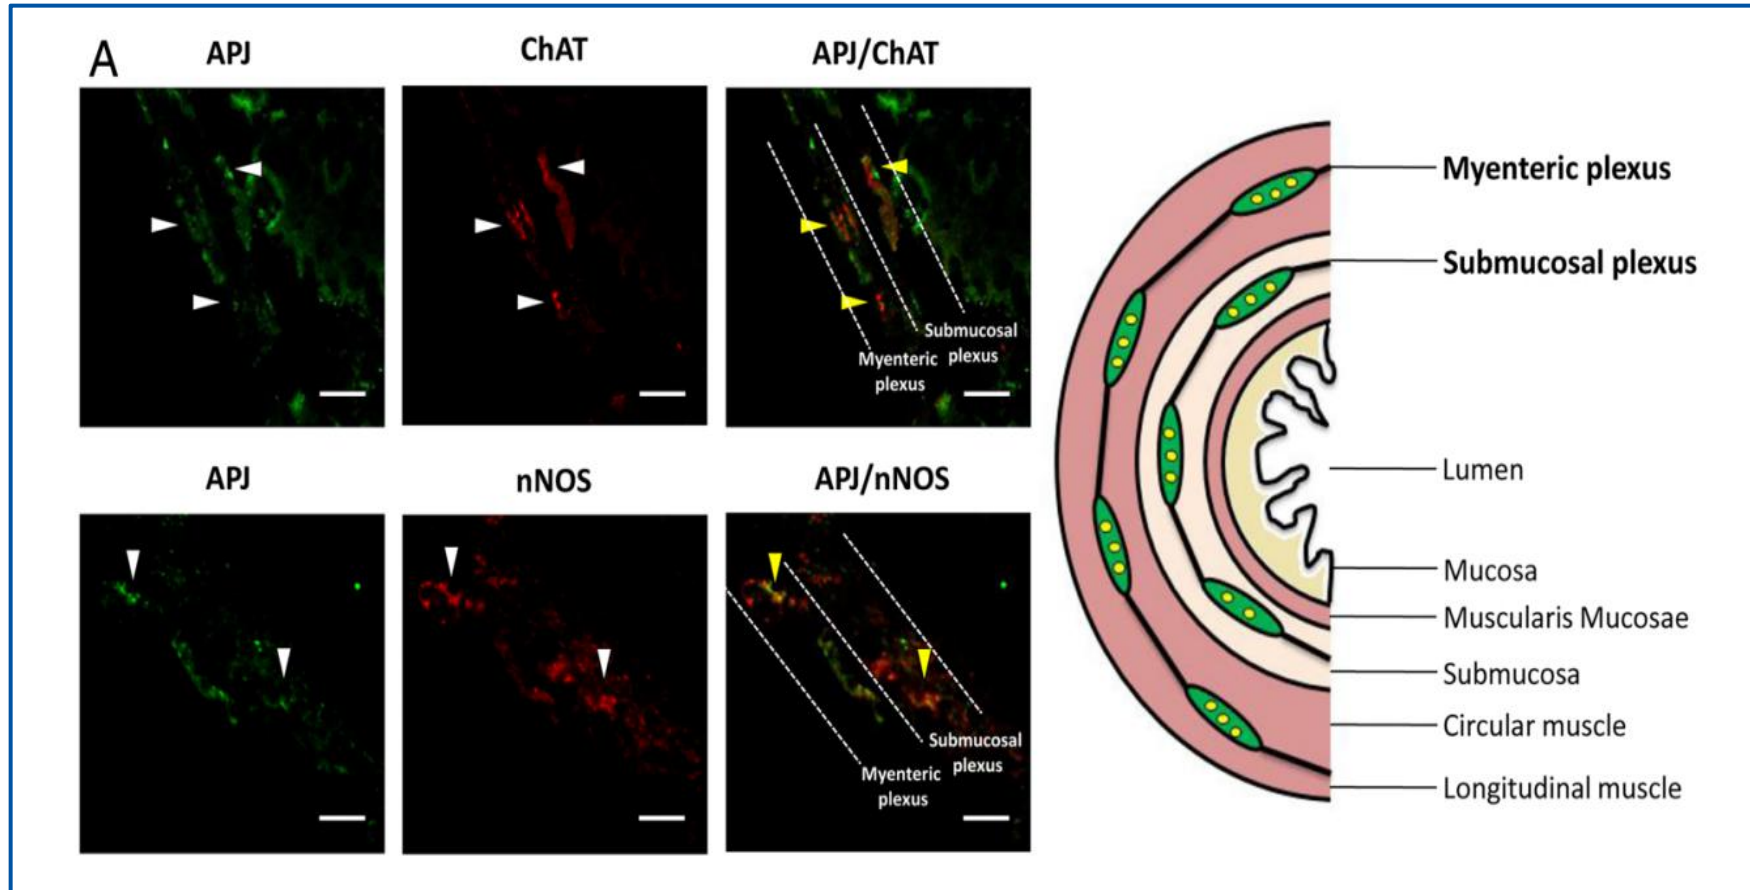 A
APJ
ChAT
APJ/ChAT
Submucosal
plexus
Myenteric
plexus
APJ
nNOS
APJ/nNOS
Submucosal
plexus
Myenteric
plexus
Myenteric plexus
Submucosal plexus
Lumen
Mucosa
Muscularis Mucosae
Submucosa
Circular muscle
Longitudinal muscle